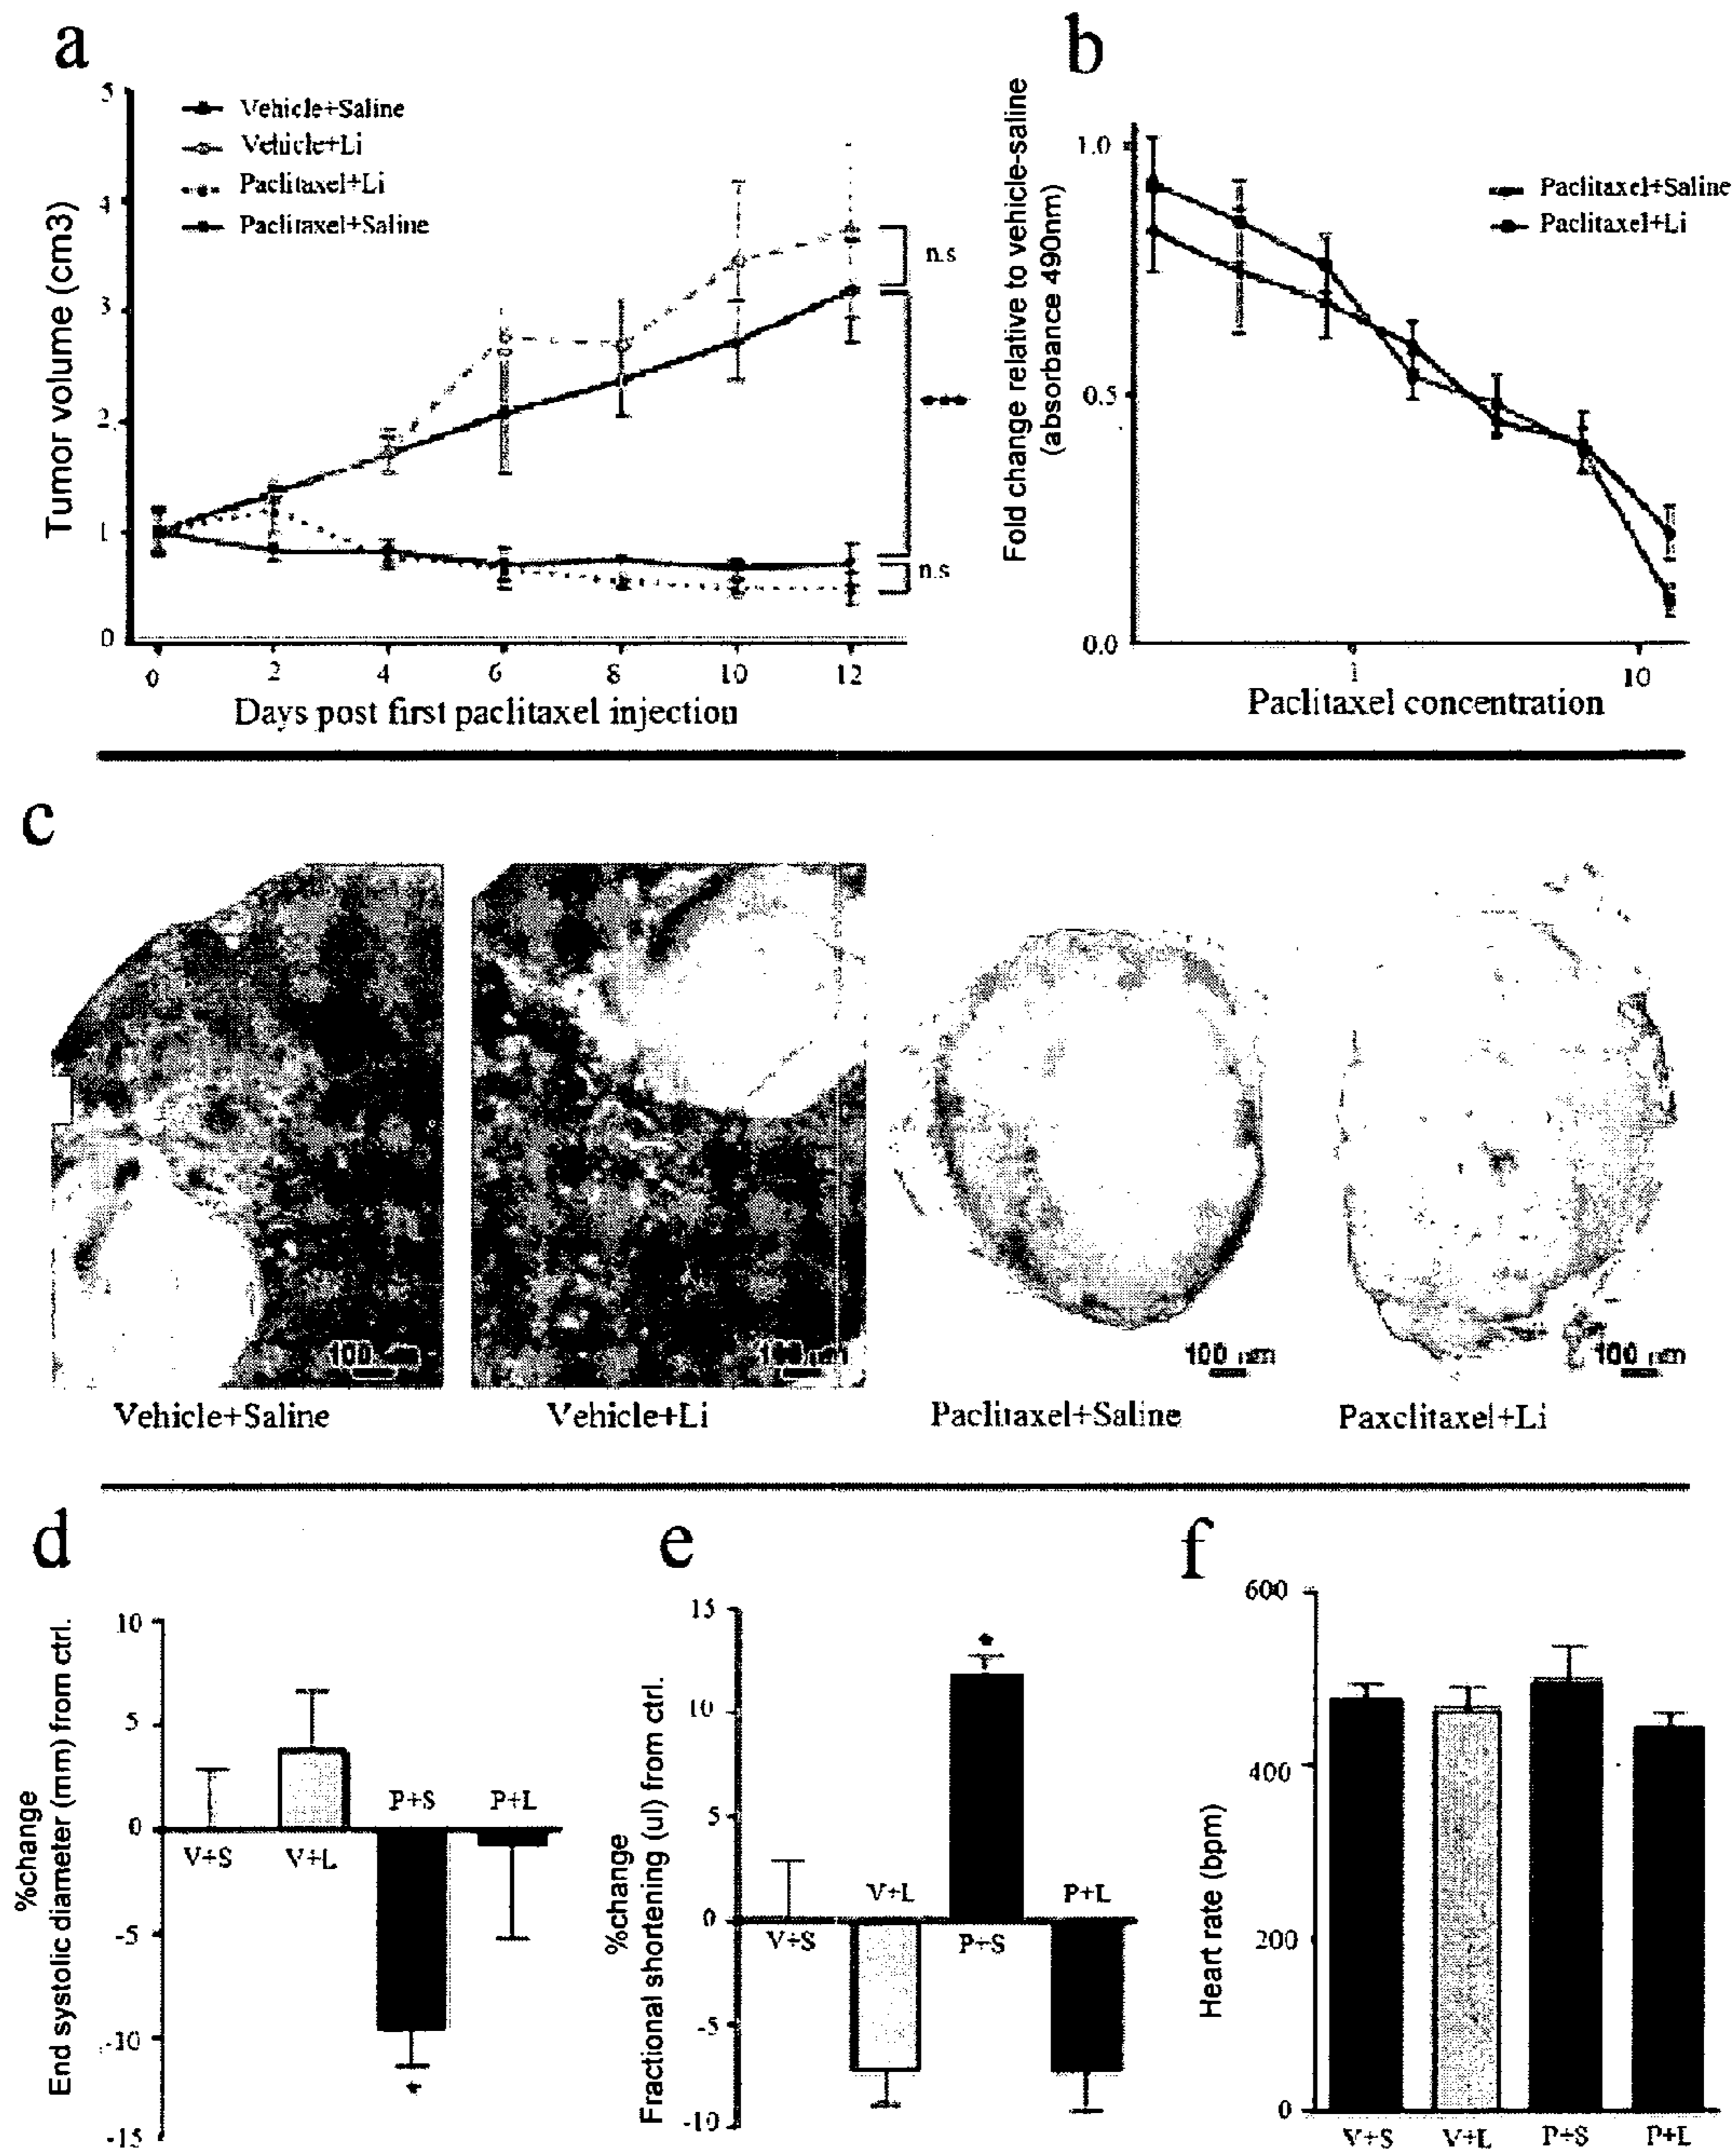 a
5
4
3
2
1
0
Tumor volume (cm3)
Vehicle+Saline
Vehicle+Li
Paclitaxel+Li
Paclitaxel+Saline
n.s
n.s
0 2 4 6 8 10 12
Days post first paclitaxel injection
b
Fold change relative to vehicle-saline
(absorbance 490nm)
1.0
0.5
0.0
Paclitaxel+Saline
Paclitaxel+Li
1 10
Paclitaxel concentration
c
100 µm
100 µm
100 µm
100 µm
Vehicle+Saline
Vehicle+Li
Paclitaxel+Saline
Paxclitaxel+Li
d
%change
End systolic diameter (mm) from ctrl.
10
5
0
-5
-10
-15
V+S
V+L
P+S
P+L
e
%change
Fractional shortening (ul) from ctrl.
15
10
5
0
-5
-10
V+S
V+L
P+S
P+L
f
Heart rate (bpm)
600
400
200
0
V+S
V+L
P+S
P+L